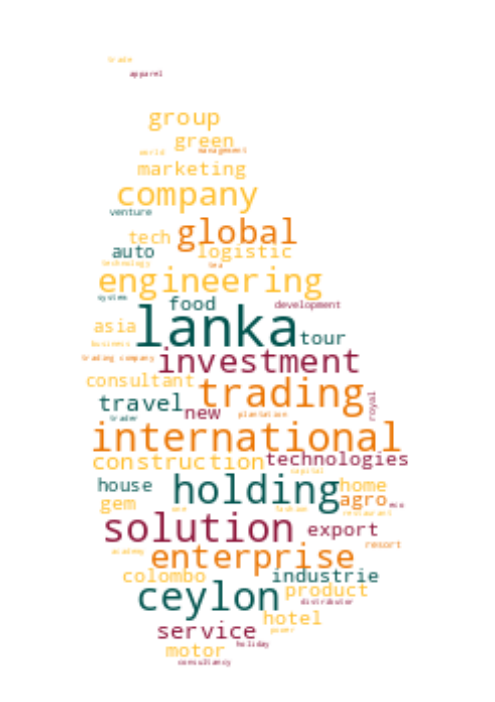 trade
apparel
group
green
world management
marketing
company
venture
global
tech
auto logistic
technology tea
engineering
system
food development
lanka
asia
tour
business
investment
trading company
consultant
trading
travel
new
royal
trader plantation
international
construction technologies
capital
house holding home
gem agro eco
one fashion restaurant
solution export
academy enterprise resort
colombo industrie
ceylon product
distributor
hotel
service power
motor holiday
consultancy